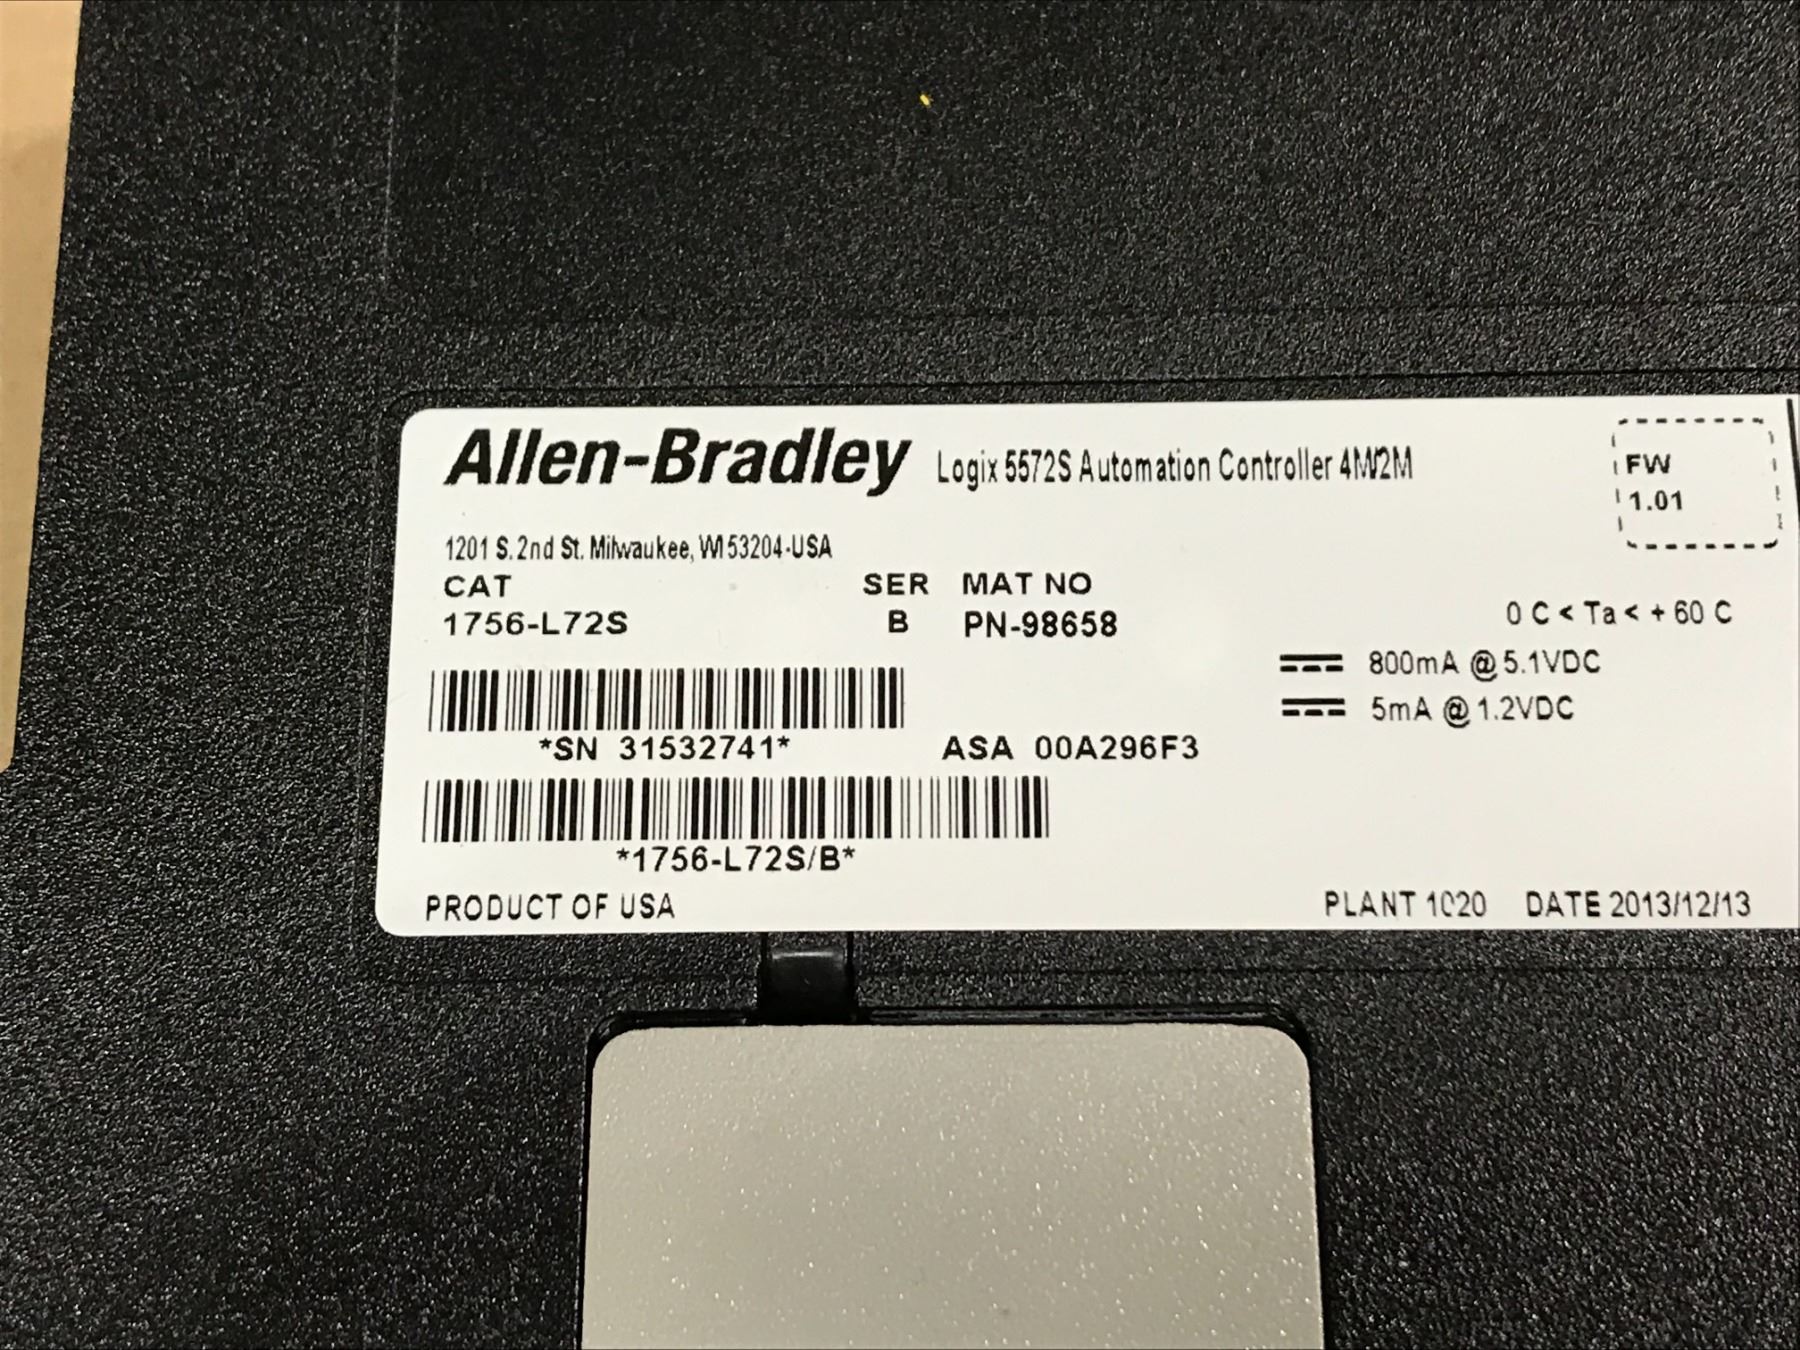 Allen-Bradley Logix 5572S Automation Controller 4M/2M
FW
1.01
1201 S. 2nd St. Milwaukee, WI 53204-USA
CAT SER MAT NO
1756-L72S B PN-98658
0 C < Ta < + 60 C
800mA @ 5.1VDC
5mA @ 1.2VDC
*SN 31532741* ASA 00A296F3
*1756-L72S/B*
PRODUCT OF USA PLANT 1020 DATE 2013/12/13